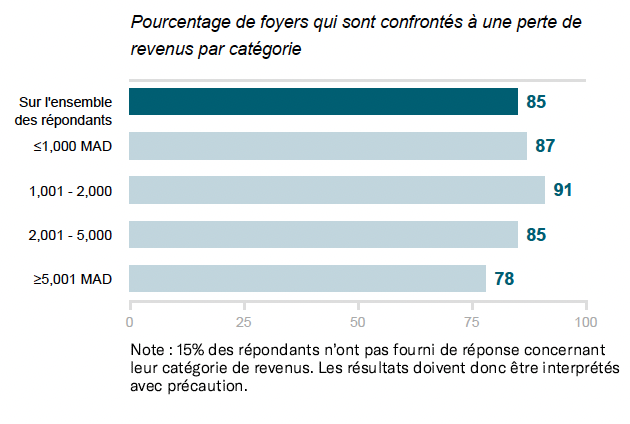 Pourcentage de foyers qui sont confrontés à une perte de
revenus par catégorie
Sur l'ensemble
des répondants
85
≤1,000 MAD
87
1,001 - 2,000
91
2,001 - 5,000
85
≥5,001 MAD
78
0
25
50
75
100
Note : 15% des répondants n’ont pas fourni de réponse concernant
leur catégorie de revenus. Les résultats doivent donc être interprétés
avec précaution.